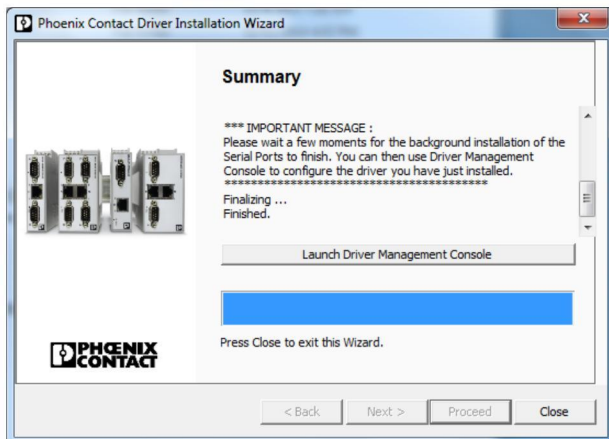 Phoenix Contact Driver Installation Wizard
Summary
*** IMPORTANT MESSAGE :
Please wait a few moments for the background installation of the
Serial Ports to finish. You can then use Driver Management
Console to configure the driver you have just installed.
****************************************
Finalizing ...
Finished.
Launch Driver Management Console
PHŒNIX
CONTACT
Press Close to exit this Wizard.
< Back
Next >
Proceed
Close